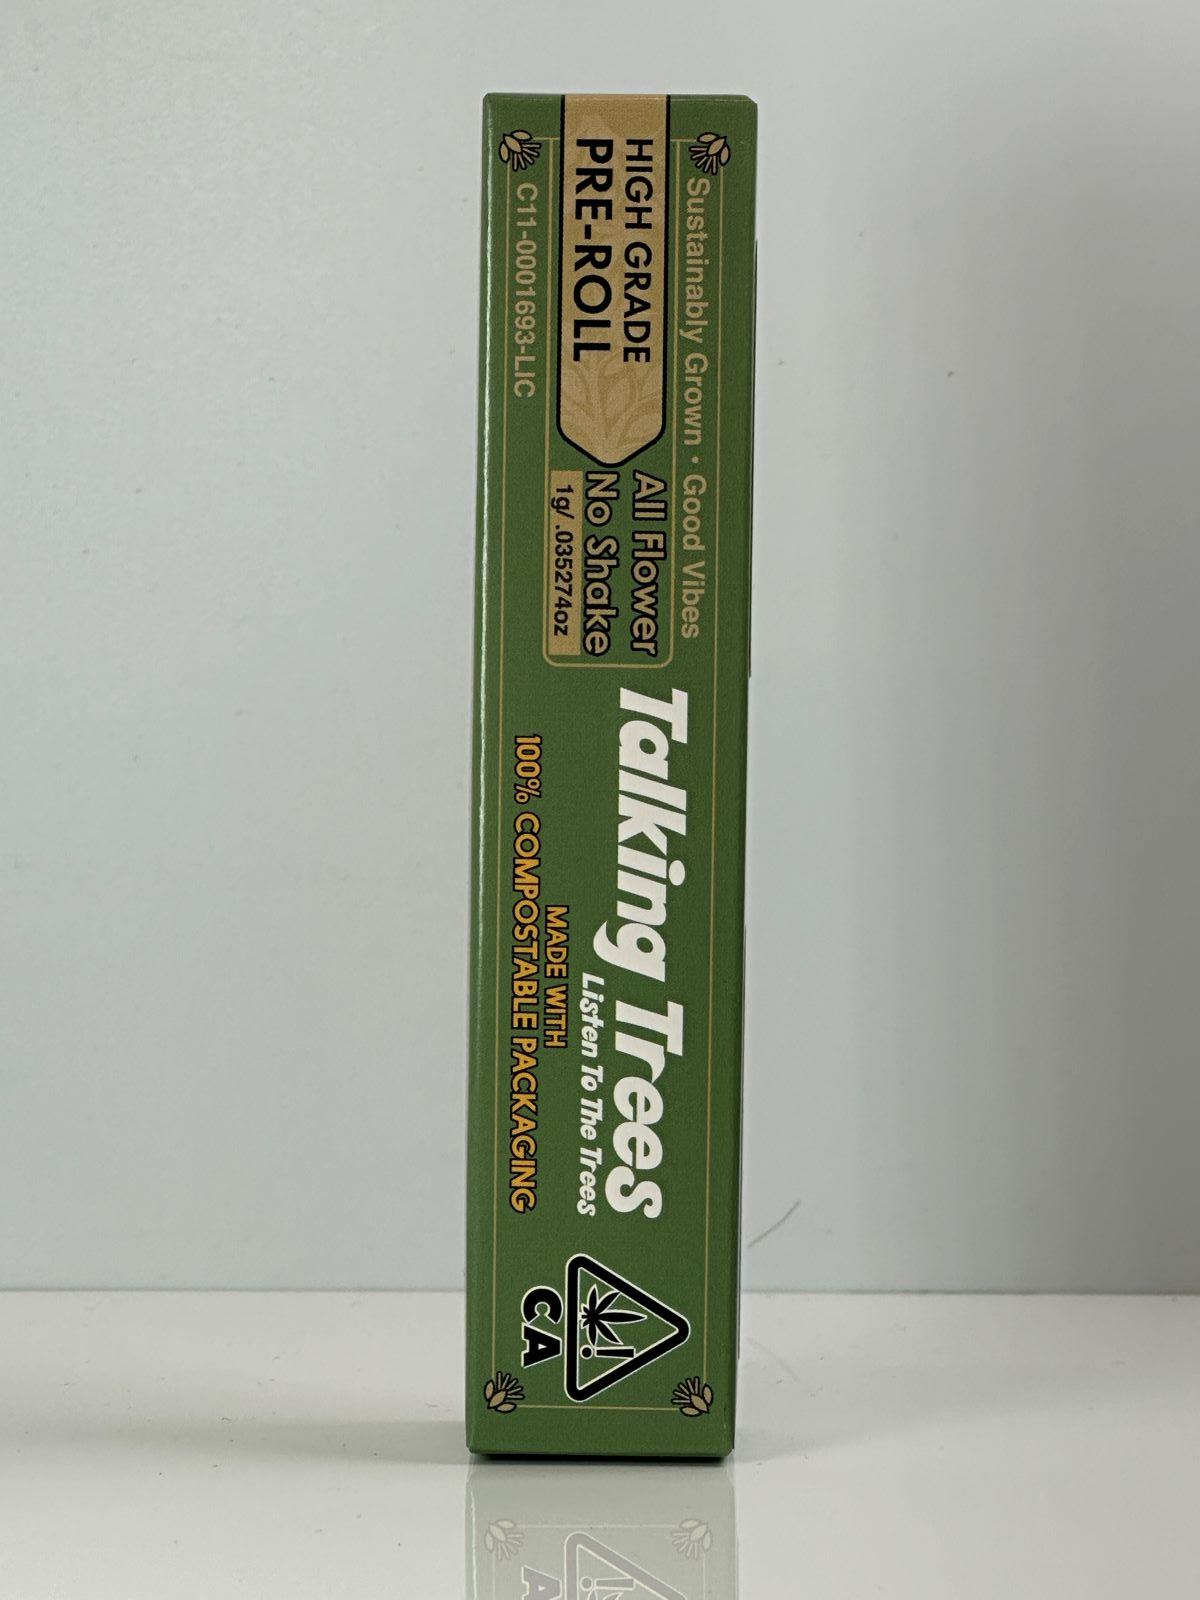 Sustainably Grown • Good Vibes
HIGH GRADE
PRE-ROLL
C11-0001693-LIC
All Flower
No Shake
1g/ .035274oz
Talking Trees
Listen To The Trees
MADE WITH
100% COMPOSTABLE PACKAGING
!
CA